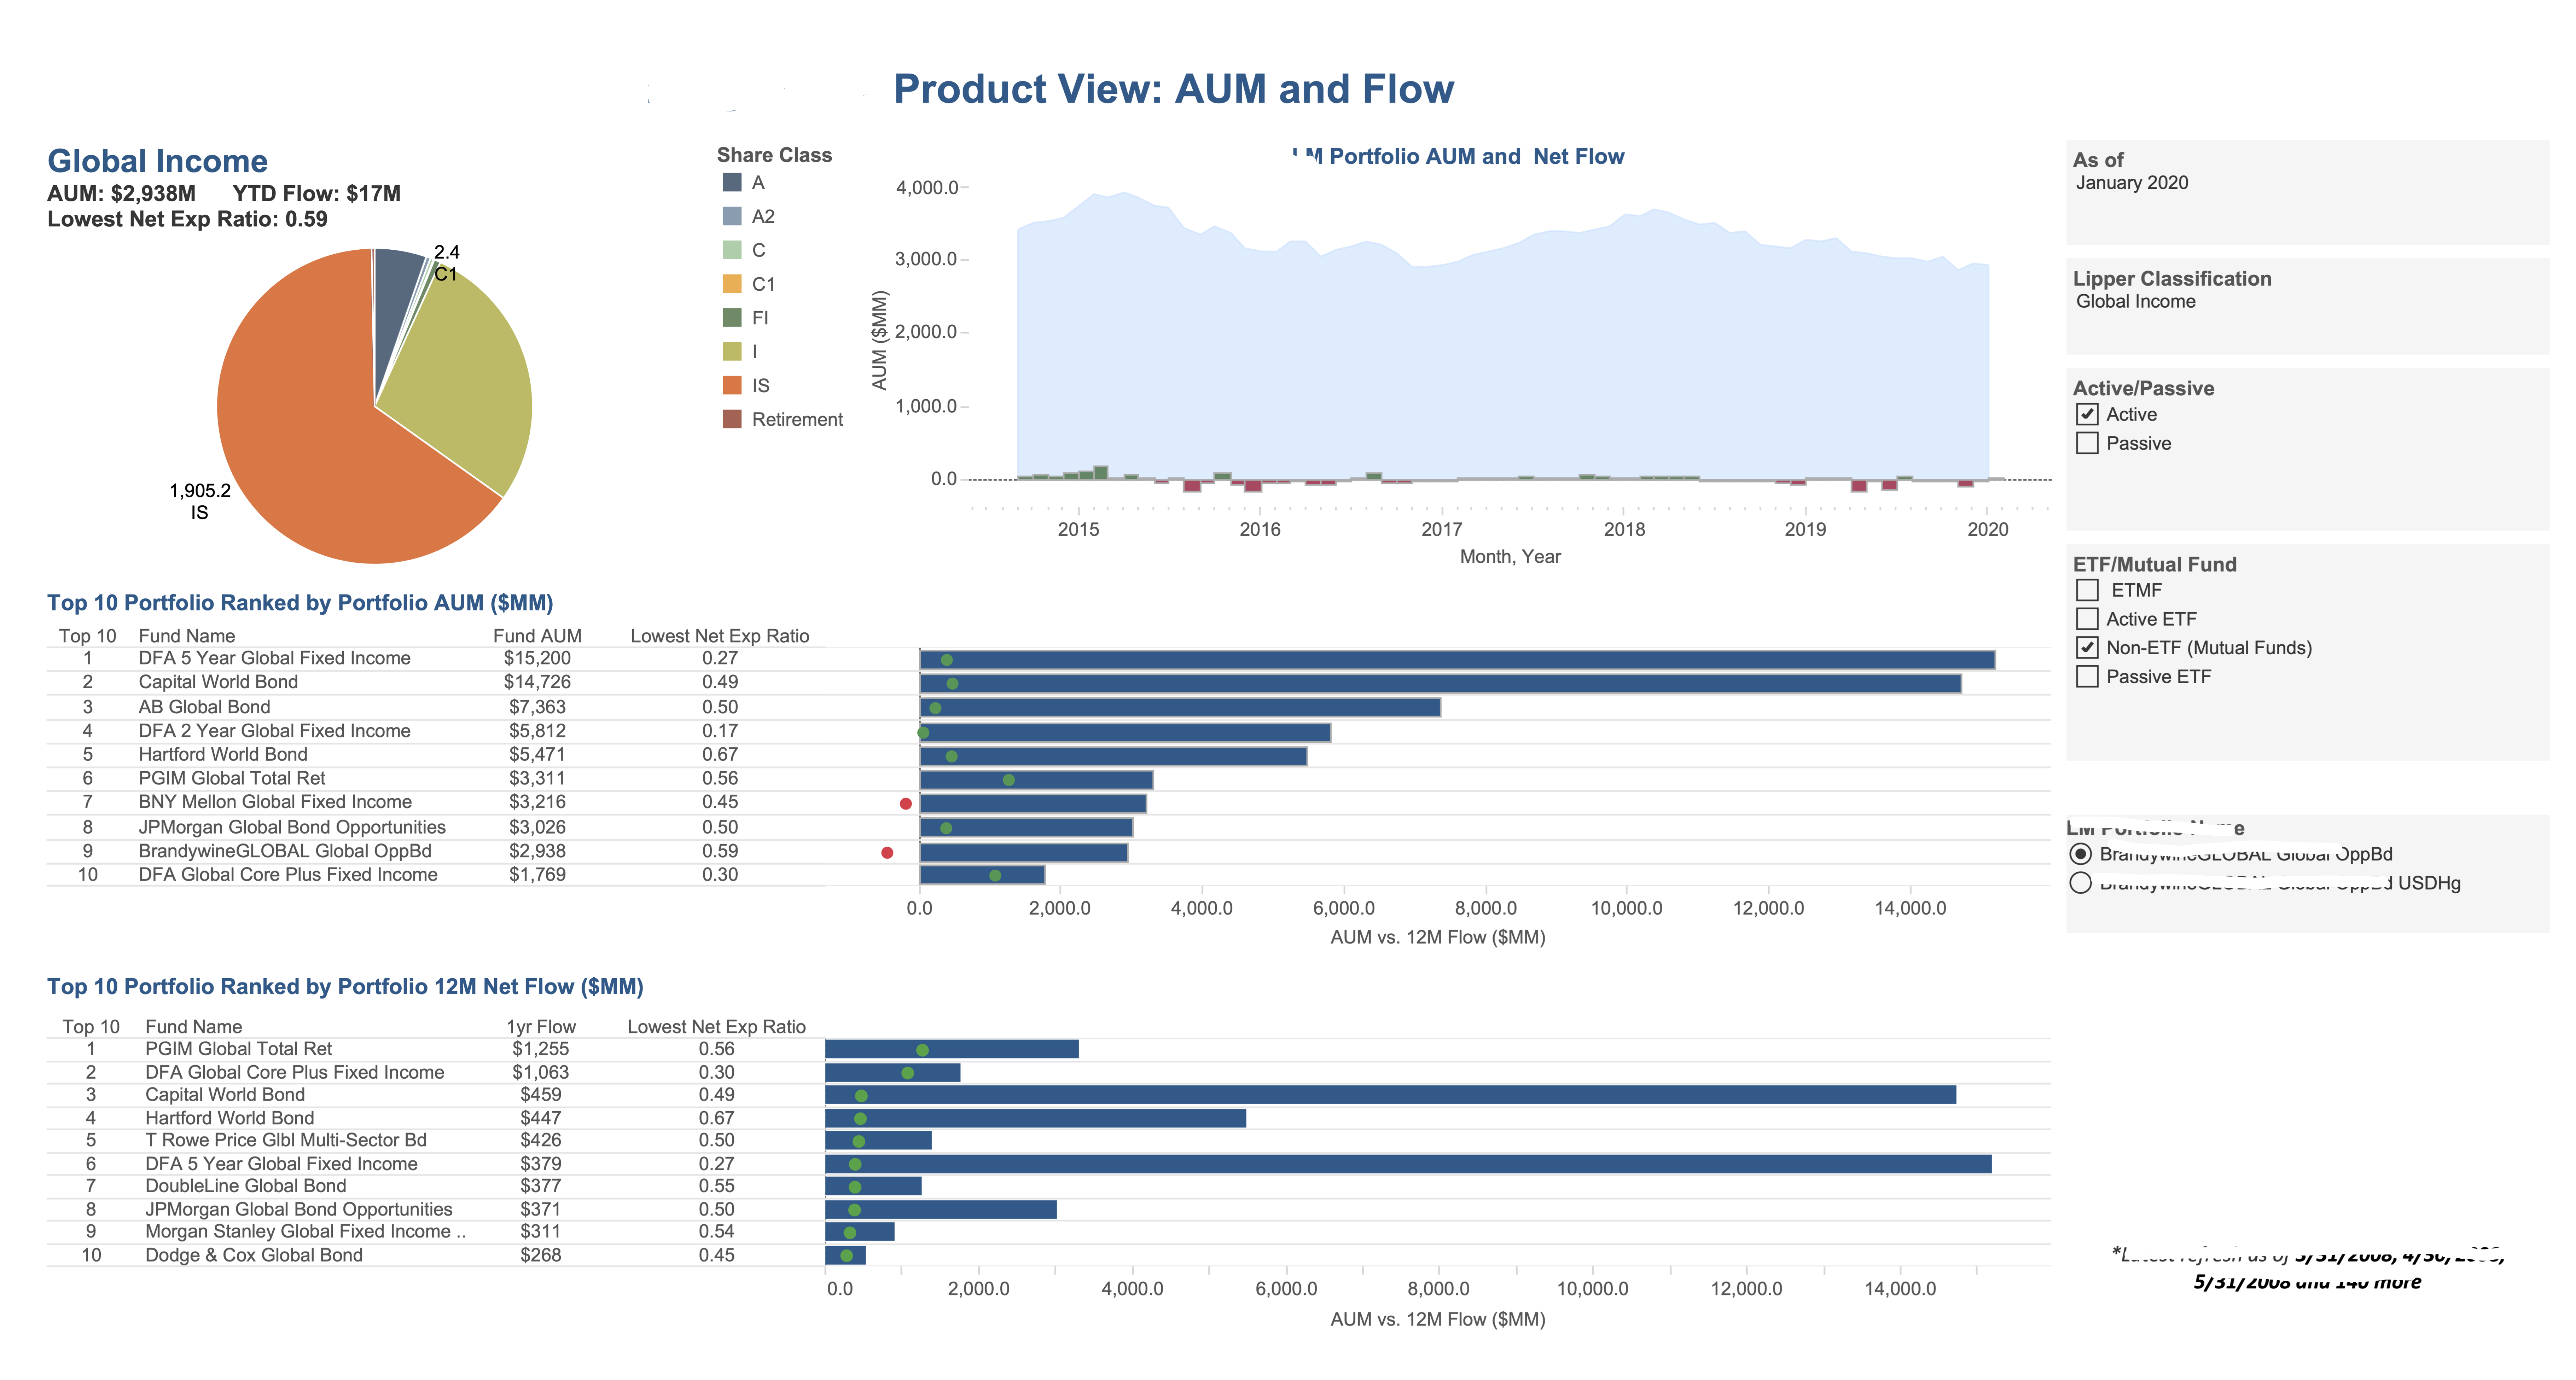 Product View: AUM and Flow
Global Income
AUM: $2,938M YTD Flow: $17M
Lowest Net Exp Ratio: 0.59
2.4
C1
1,905.2
IS
Share Class
A
A2
C
C1
FI
I
IS
Retirement
LM Portfolio AUM and Net Flow
AUM ($MM)
4,000.0
3,000.0
2,000.0
1,000.0
0.0
2015 2016 2017 2018 2019 2020
Month, Year
As of
January 2020
Lipper Classification
Global Income
Active/Passive
Active
Passive
ETF/Mutual Fund
ETMF
Active ETF
Non-ETF (Mutual Funds)
Passive ETF
LM Portfolio Name
BrandywineGLOBAL Global OppBd
BrandywineGLOBAL Global OppBd USDHg
Top 10 Portfolio Ranked by Portfolio AUM ($MM)
Top 10 Fund Name Fund AUM Lowest Net Exp Ratio
1 DFA 5 Year Global Fixed Income $15,200 0.27
2 Capital World Bond $14,726 0.49
3 AB Global Bond $7,363 0.50
4 DFA 2 Year Global Fixed Income $5,812 0.17
5 Hartford World Bond $5,471 0.67
6 PGIM Global Total Ret $3,311 0.56
7 BNY Mellon Global Fixed Income $3,216 0.45
8 JPMorgan Global Bond Opportunities $3,026 0.50
9 BrandywineGLOBAL Global OppBd $2,938 0.59
10 DFA Global Core Plus Fixed Income $1,769 0.30
0.0 2,000.0 4,000.0 6,000.0 8,000.0 10,000.0 12,000.0 14,000.0
AUM vs. 12M Flow ($MM)
Top 10 Portfolio Ranked by Portfolio 12M Net Flow ($MM)
Top 10 Fund Name 1yr Flow Lowest Net Exp Ratio
1 PGIM Global Total Ret $1,255 0.56
2 DFA Global Core Plus Fixed Income $1,063 0.30
3 Capital World Bond $459 0.49
4 Hartford World Bond $447 0.67
5 T Rowe Price Glbl Multi-Sector Bd $426 0.50
6 DFA 5 Year Global Fixed Income $379 0.27
7 DoubleLine Global Bond $377 0.55
8 JPMorgan Global Bond Opportunities $371 0.50
9 Morgan Stanley Global Fixed Income .. $311 0.54
10 Dodge & Cox Global Bond $268 0.45
0.0 2,000.0 4,000.0 6,000.0 8,000.0 10,000.0 12,000.0 14,000.0
AUM vs. 12M Flow ($MM)
*Latest refresh as of 3/31/2008, 4/30/2008,
5/31/2008 and 140 more